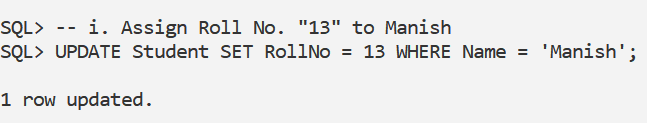 SQL> -- i. Assign Roll No. "13" to Manish
SQL> UPDATE Student SET RollNo = 13 WHERE Name = 'Manish';
1 row updated.